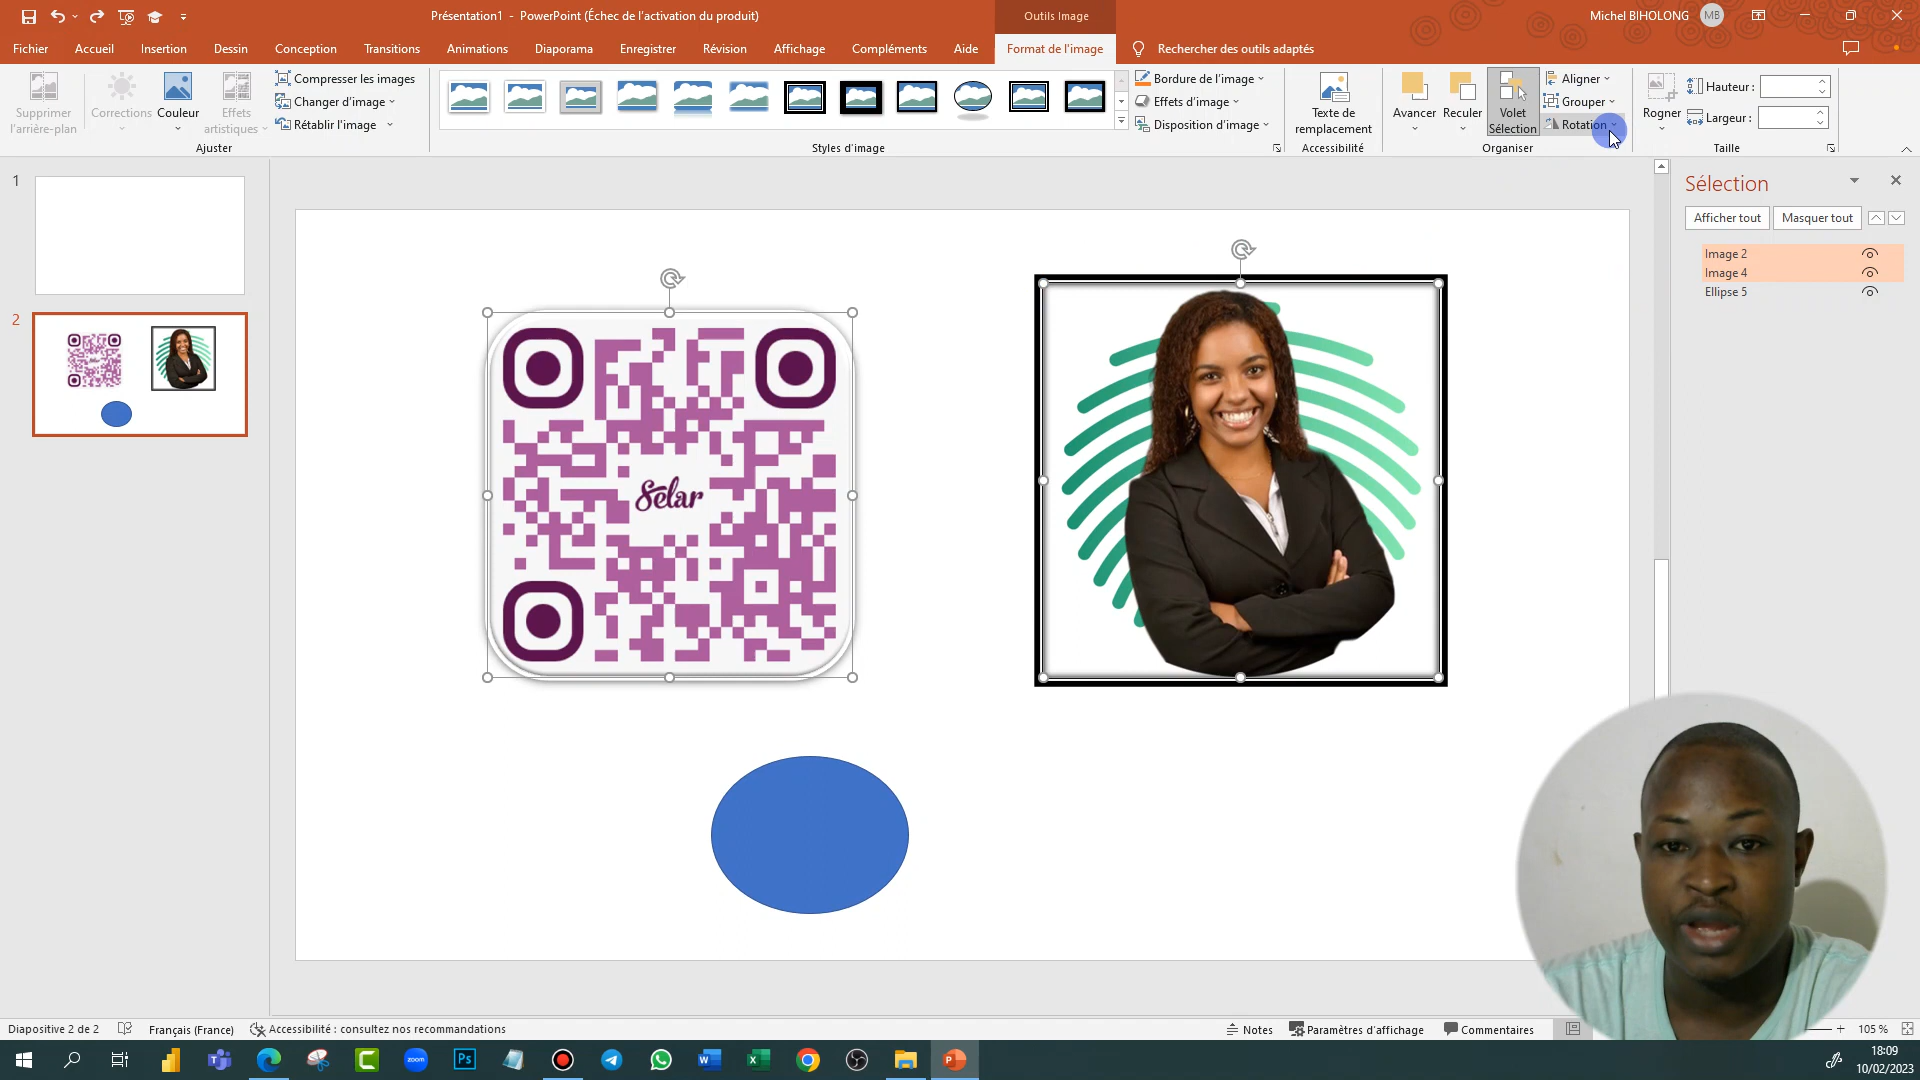 Présentation1 - PowerPoint (Échec de l'activation du produit)
Outils Image
Michel BIHOLONG
MB
Fichier Accueil Insertion Dessin Conception Transitions Animations Diaporama Enregistrer Révision Affichage Compléments Aide Format de l'image Rechercher des outils adaptés
Supprimer l'arrière-plan
Corrections
Couleur
Effets artistiques
Compresser les images
Changer d'image
Rétablir l'image
Ajuster
Styles d'image
Bordure de l'image
Effets d'image
Disposition d'image
Texte de remplacement
Accessibilité
Avancer
Reculer
Volet Sélection
Aligner
Grouper
Rotation
Organiser
Rogner
Hauteur :
Largeur :
Taille
1
2
Selar
Sélection
Afficher tout
Masquer tout
Image 2
Image 4
Ellipse 5
Diapositive 2 de 2
Français (France)
Accessibilité : consultez nos recommandations
Notes
Paramètres d'affichage
Commentaires
105 %
zoom
Ps
18:09
10/02/2023